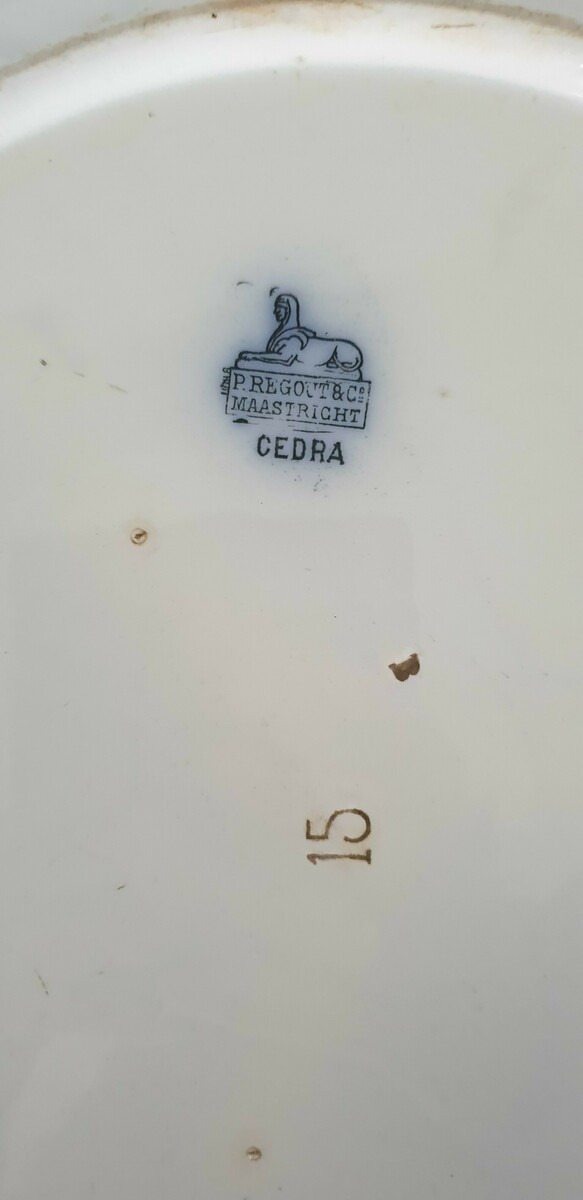 P. REGOUT & Cº
MAASTRICHT
CEDRA
B
15